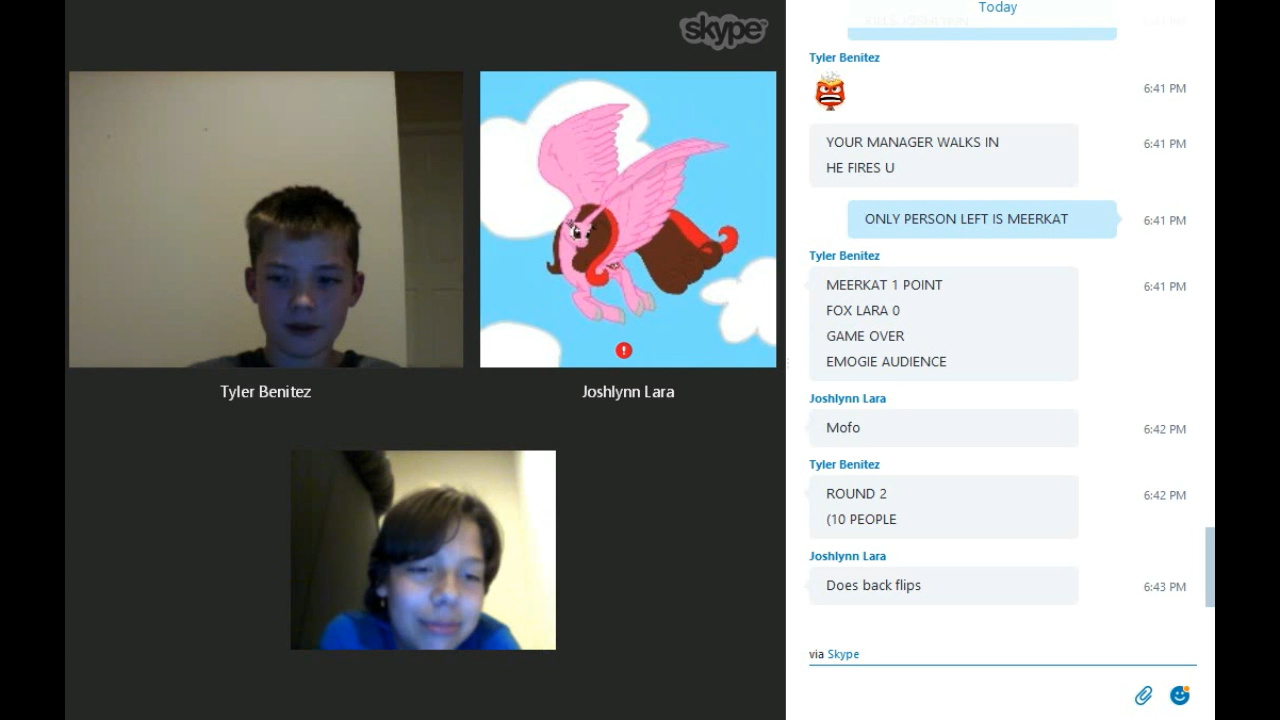 skype
Today
Tyler Benitez
6:41 PM
YOUR MANAGER WALKS IN
6:41 PM
HE FIRES U
ONLY PERSON LEFT IS MEERKAT
6:41 PM
Tyler Benitez
MEERKAT 1 POINT
6:41 PM
FOX LARA 0
GAME OVER
EMOGIE AUDIENCE
Tyler Benitez
Joshlynn Lara
Joshlynn Lara
Mofo
6:42 PM
Tyler Benitez
ROUND 2
6:42 PM
(10 PEOPLE
Joshlynn Lara
Does back flips
6:43 PM
via Skype